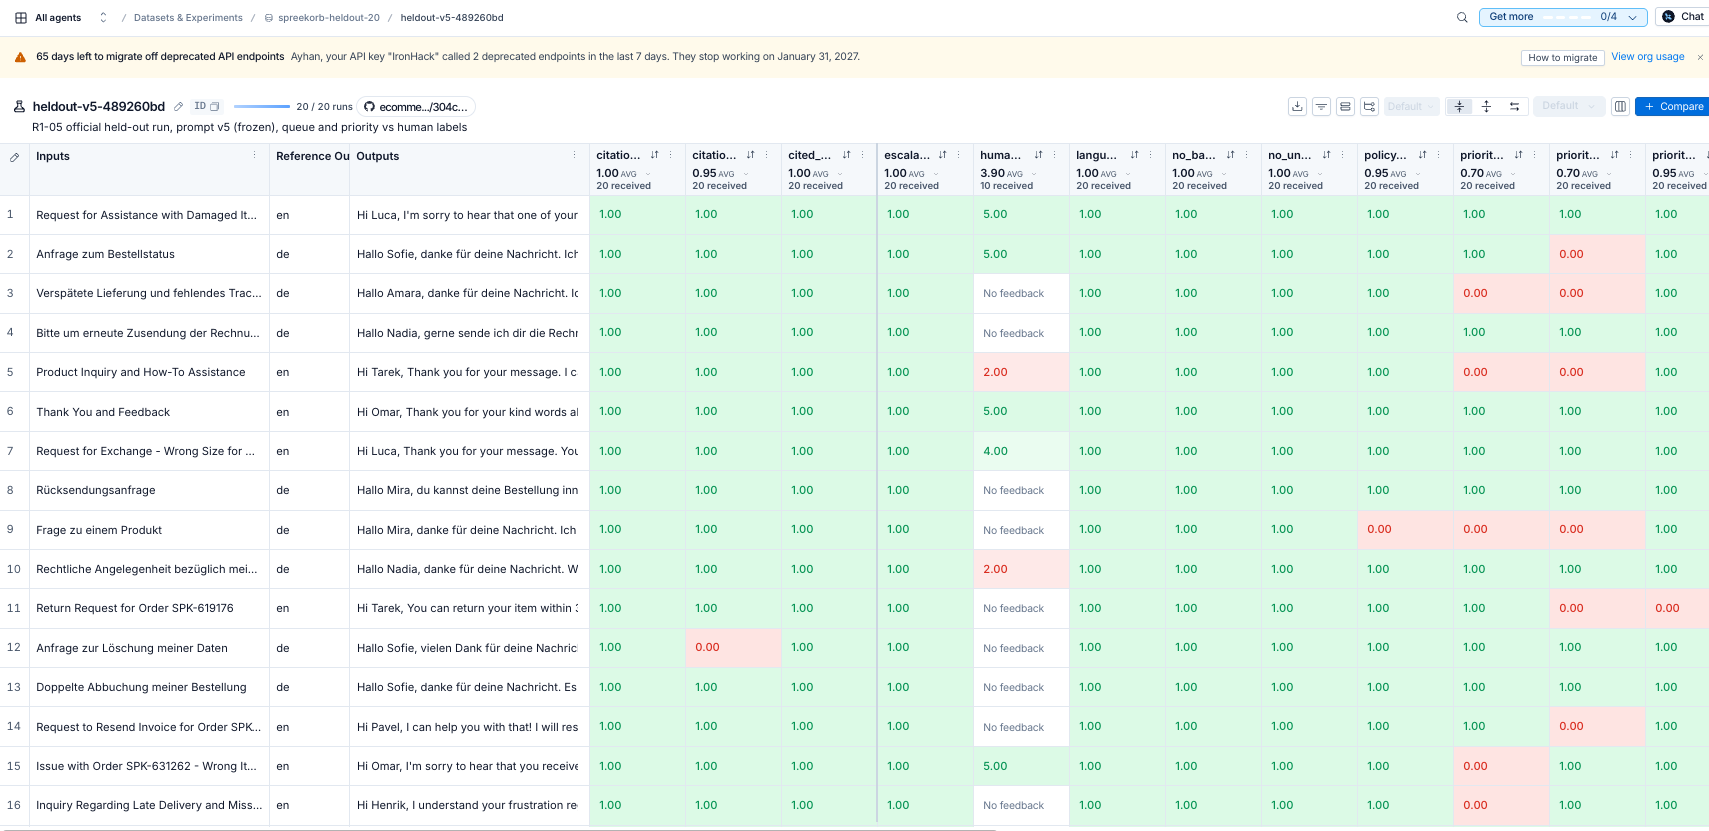 All agents / Datasets & Experiments / spreekorb-heldout-20 / heldout-v5-489260bd Get more 0/4 Chat
65 days left to migrate off deprecated API endpoints Ayhan, your API key "IronHack" called 2 deprecated endpoints in the last 7 days. They stop working on January 31, 2027. How to migrate View org usage ×
heldout-v5-489260bd ID 20 / 20 runs ecomme.../304c... Default Default + Compare
R1-05 official held-out run, prompt v5 (frozen), queue and priority vs human labels
Inputs Reference Ou Outputs citatio... citatio... cited_... escala... huma... langu... no_ba... no_un... policy... priorit... priorit... priorit...
1.00 AVG 0.95 AVG 1.00 AVG 1.00 AVG 3.90 AVG 1.00 AVG 1.00 AVG 1.00 AVG 0.95 AVG 0.70 AVG 0.70 AVG 0.95 AVG
20 received 20 received 20 received 20 received 10 received 20 received 20 received 20 received 20 received 20 received 20 received 20 received
1 Request for Assistance with Damaged It... en Hi Luca, I'm sorry to hear that one of your 1.00 1.00 1.00 1.00 5.00 1.00 1.00 1.00 1.00 1.00 1.00 1.00
2 Anfrage zum Bestellstatus de Hallo Sofie, danke für deine Nachricht. Ich 1.00 1.00 1.00 1.00 5.00 1.00 1.00 1.00 1.00 1.00 0.00 1.00
3 Verspätete Lieferung und fehlendes Trac... de Hallo Amara, danke für deine Nachricht. Ic 1.00 1.00 1.00 1.00 No feedback 1.00 1.00 1.00 1.00 0.00 0.00 1.00
4 Bitte um erneute Zusendung der Rechnu... de Hallo Nadia, gerne sende ich dir die Rechn 1.00 1.00 1.00 1.00 No feedback 1.00 1.00 1.00 1.00 1.00 1.00 1.00
5 Product Inquiry and How-To Assistance en Hi Tarek, Thank you for your message. I c 1.00 1.00 1.00 1.00 2.00 1.00 1.00 1.00 1.00 0.00 0.00 1.00
6 Thank You and Feedback en Hi Omar, Thank you for your kind words al 1.00 1.00 1.00 1.00 5.00 1.00 1.00 1.00 1.00 1.00 1.00 1.00
7 Request for Exchange - Wrong Size for ... en Hi Luca, Thank you for your message. You 1.00 1.00 1.00 1.00 4.00 1.00 1.00 1.00 1.00 1.00 1.00 1.00
8 Rücksendungsanfrage de Hallo Mira, du kannst deine Bestellung inn 1.00 1.00 1.00 1.00 No feedback 1.00 1.00 1.00 1.00 1.00 1.00 1.00
9 Frage zu einem Produkt de Hallo Mira, danke für deine Nachricht. Ich 1.00 1.00 1.00 1.00 No feedback 1.00 1.00 1.00 0.00 0.00 0.00 1.00
10 Rechtliche Angelegenheit bezüglich mei... de Hallo Nadia, danke für deine Nachricht. W 1.00 1.00 1.00 1.00 2.00 1.00 1.00 1.00 1.00 1.00 1.00 1.00
11 Return Request for Order SPK-619176 en Hi Tarek, You can return your item within 1.00 1.00 1.00 1.00 No feedback 1.00 1.00 1.00 1.00 1.00 0.00 0.00
12 Anfrage zur Löschung meiner Daten de Hallo Sofie, vielen Dank für deine Nachric 1.00 0.00 1.00 1.00 No feedback 1.00 1.00 1.00 1.00 1.00 1.00 1.00
13 Doppelte Abbuchung meiner Bestellung de Hallo Sofie, danke für deine Nachricht. Es 1.00 1.00 1.00 1.00 No feedback 1.00 1.00 1.00 1.00 1.00 1.00 1.00
14 Request to Resend Invoice for Order SPK... en Hi Pavel, I can help you with that! I will res 1.00 1.00 1.00 1.00 No feedback 1.00 1.00 1.00 1.00 1.00 0.00 1.00
15 Issue with Order SPK-631262 - Wrong It... en Hi Omar, I'm sorry to hear that you receive 1.00 1.00 1.00 1.00 5.00 1.00 1.00 1.00 1.00 0.00 1.00 1.00
16 Inquiry Regarding Late Delivery and Miss... en Hi Henrik, I understand your frustration re 1.00 1.00 1.00 1.00 No feedback 1.00 1.00 1.00 1.00 0.00 1.00 1.00